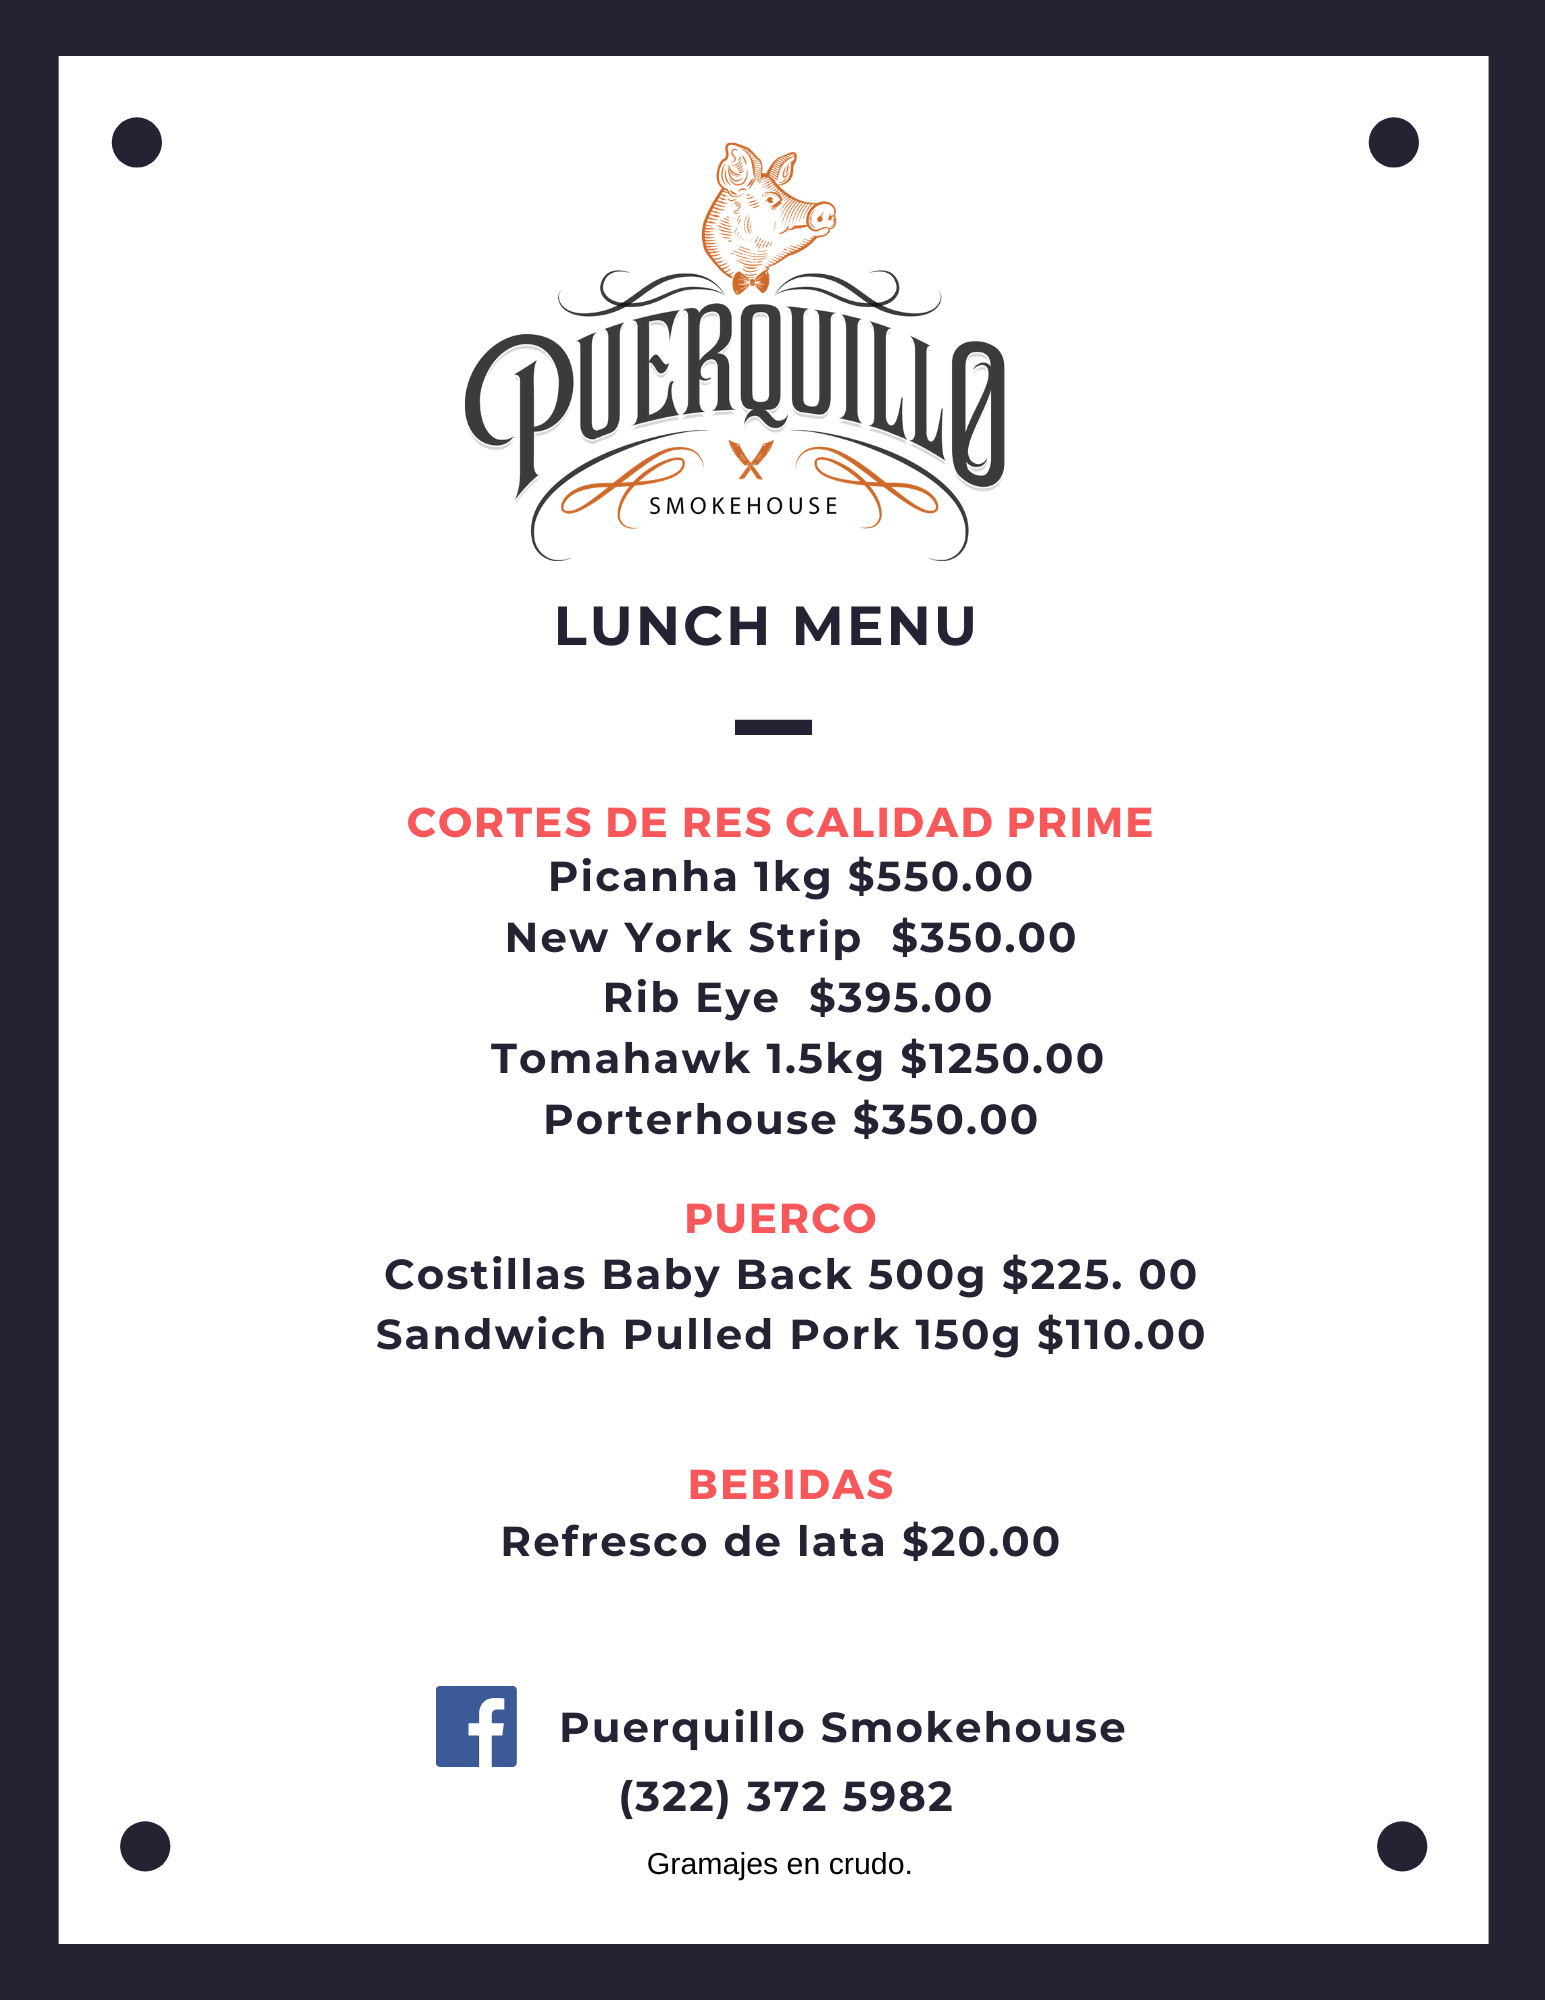 PUERQUILLO
SMOKEHOUSE
LUNCH MENU
CORTES DE RES CALIDAD PRIME
Picanha 1kg $550.00
New York Strip  $350.00
Rib Eye  $395.00
Tomahawk 1.5kg $1250.00
Porterhouse $350.00
PUERCO
Costillas Baby Back 500g $225. 00
Sandwich Pulled Pork 150g $110.00
BEBIDAS
Refresco de lata $20.00
Puerquillo Smokehouse
(322) 372 5982
Gramajes en crudo.